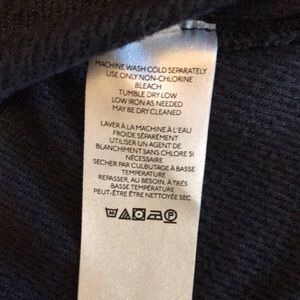 MACHINE WASH COLD SEPARATELY
USE ONLY NON-CHLORINE
BLEACH
TUMBLE DRY LOW
LOW IRON AS NEEDED
MAY BE DRY CLEANED
LAVER À LA MACHINE À L'EAU
FROIDE SÉPARÉMENT
UTILISER UN AGENT DE
BLANCHIMENT SANS CHLORE SI
NÉCESSAIRE
SECHER PAR CULBUTAGE À BASSE
TEMPÉRATURE
REPASSER, AU BESOIN, À TRÉS
BASSE TEMPÉRATURE
PEUT-ÊTRE ÊTRE NETTOYÉE SEC